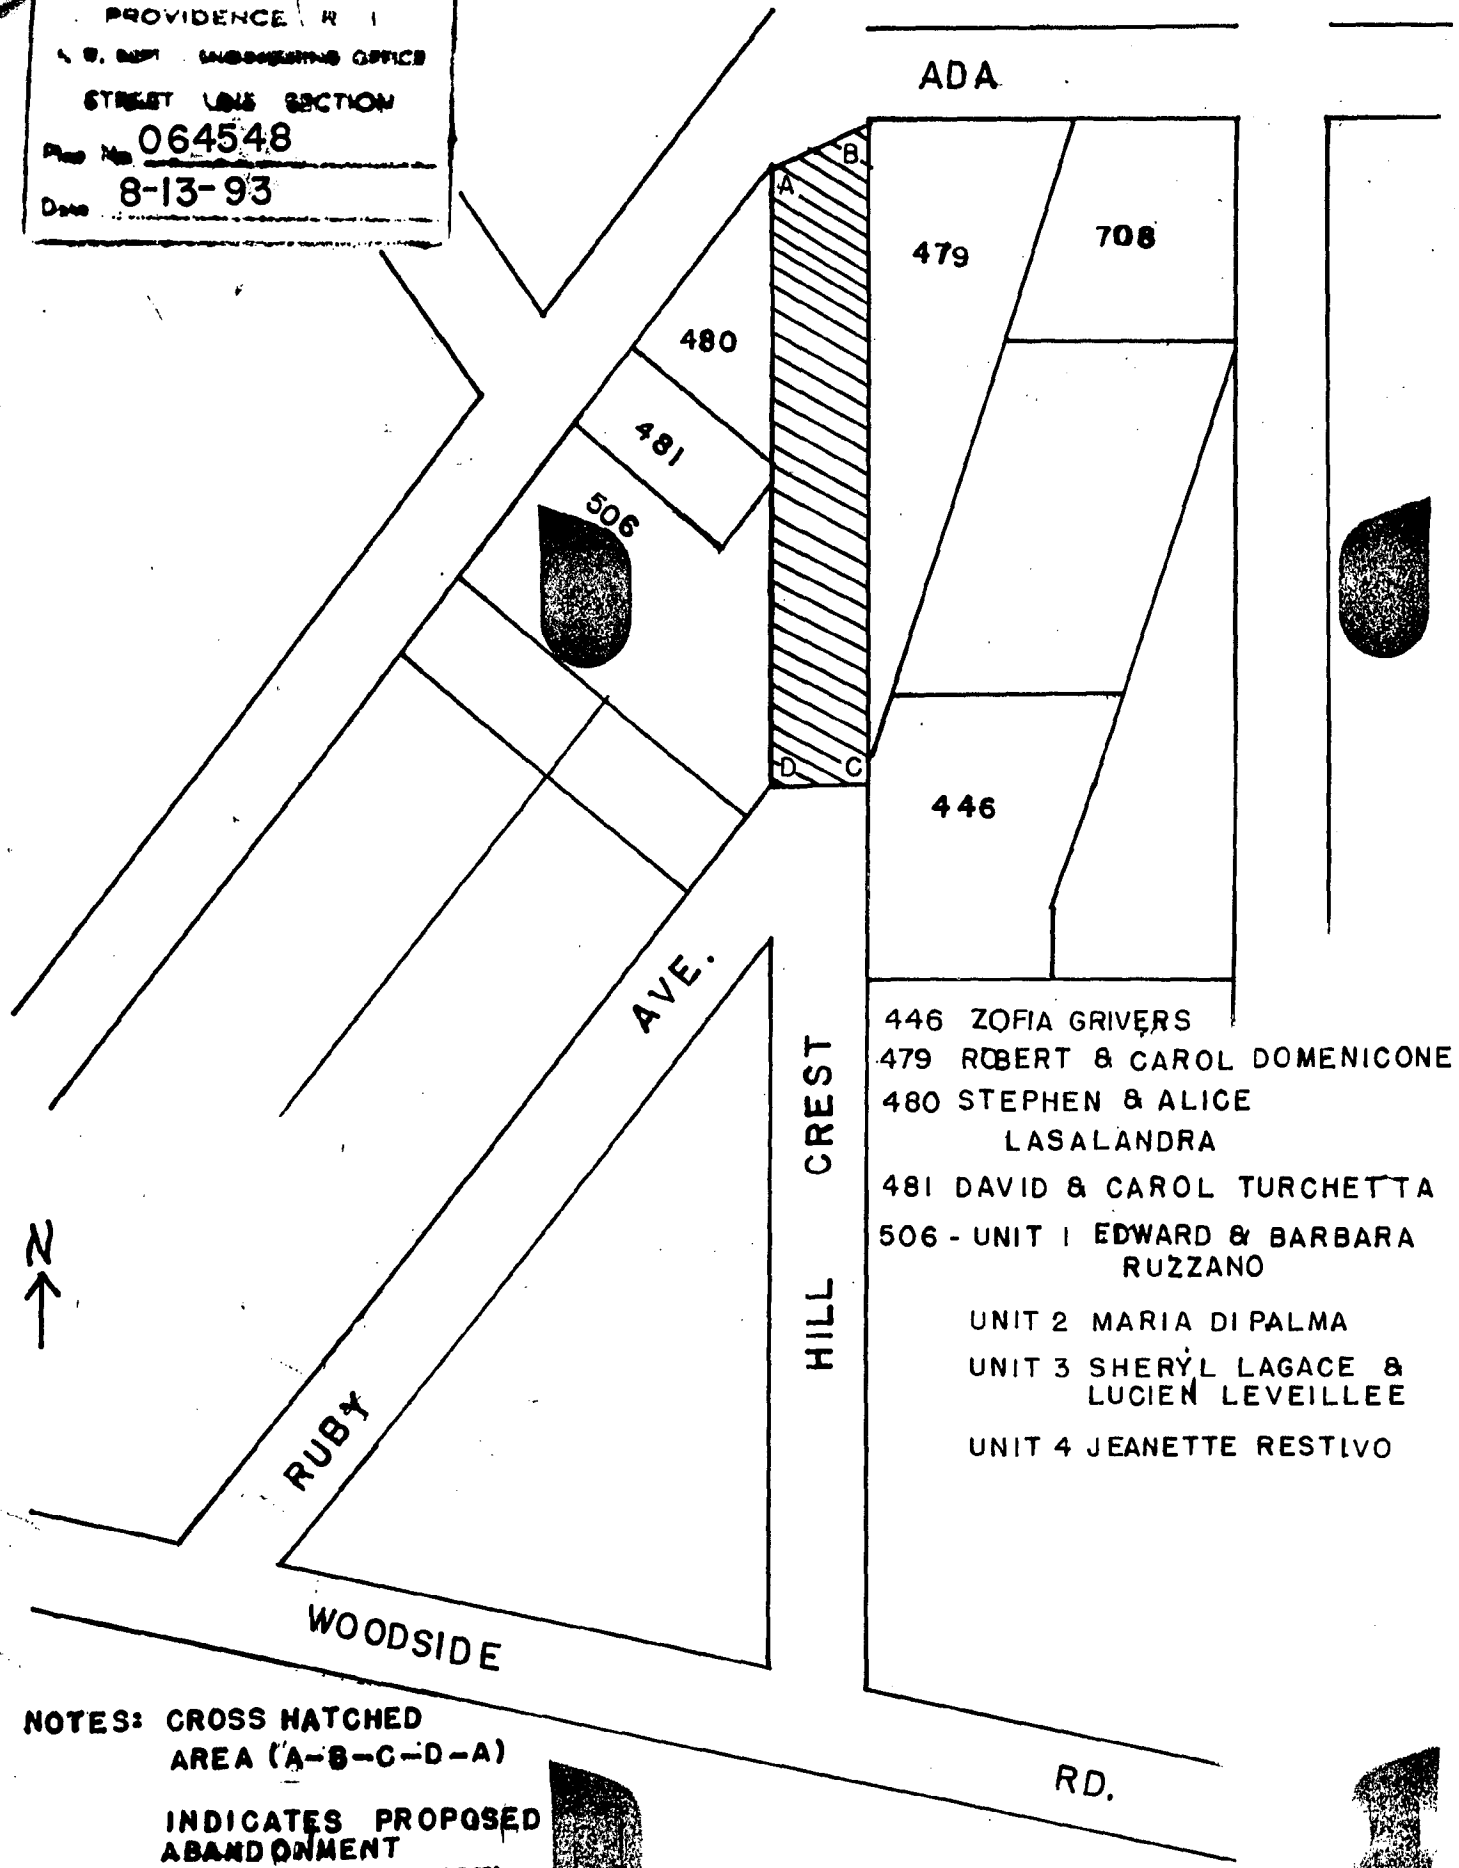 PROVIDENCE R I
DEPT ENGINEERING OFFICE
STREET LINE SECTION
Plan No 064548
Date 8-13-93
ADA
B
A
479
708
480
481
506
D C
446
AVE.
446 ZOFIA GRIVERS
479 ROBERT & CAROL DOMENICONE
480 STEPHEN & ALICE
LASALANDRA
481 DAVID & CAROL TURCHETTA
506 - UNIT 1 EDWARD & BARBARA
RUZZANO
UNIT 2 MARIA DI PALMA
UNIT 3 SHERYL LAGACE &
LUCIEN LEVEILLEE
UNIT 4 JEANETTE RESTIVO
HILL CREST
N
RUBY
WOODSIDE
RD.
NOTES: CROSS HATCHED
AREA (A-B-C-D-A)
INDICATES PROPOSED
ABANDONMENT